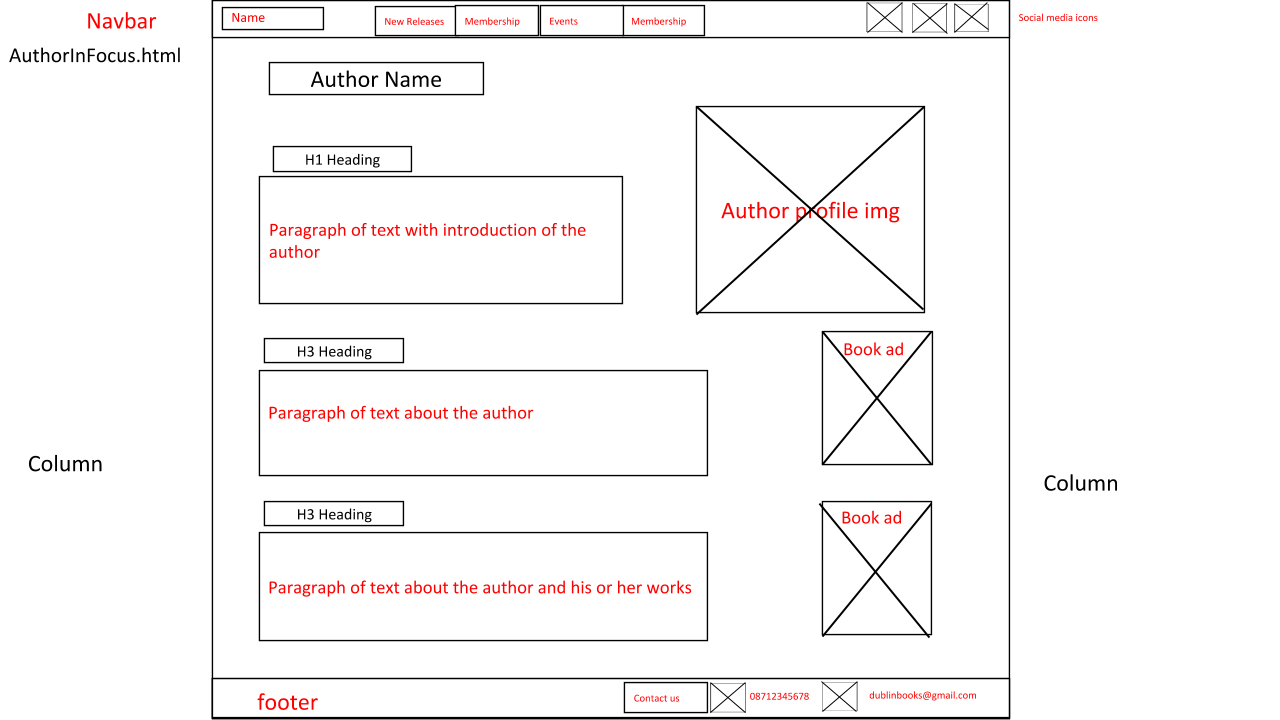 Navbar
AuthorInFocus.html
Name
New Releases
Membership
Events
Membership
Social media icons
Author Name
H1 Heading
Paragraph of text with introduction of the
author
Author profile img
H3 Heading
Paragraph of text about the author
Book ad
Column
Column
H3 Heading
Paragraph of text about the author and his or her works
Book ad
footer
Contact us
08712345678
dublinbooks@gmail.com